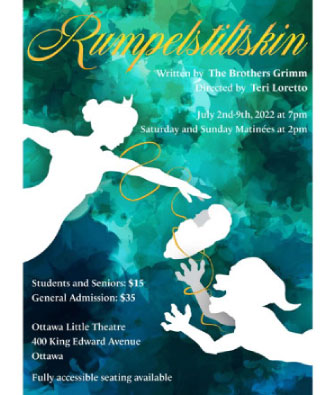 Rumpelstiltskin
Written by The Brothers Grimm
Directed by Teri Loretto
July 2nd-9th, 2022 at 7pm
Saturday and Sunday Matinées at 2pm
Students and Seniors: $15
General Admission: $35
Ottawa Little Theatre
400 King Edward Avenue
Ottawa
Fully accessible seating available